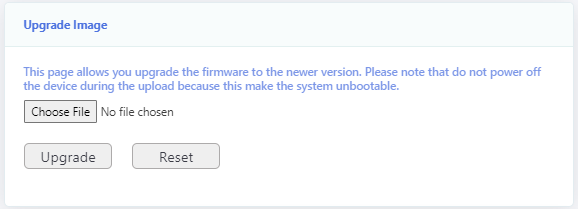 Upgrade Image
This page allows you upgrade the firmware to the newer version. Please note that do not power off
the device during the upload because this make the system unbootable.
Choose File No file chosen
Upgrade Reset